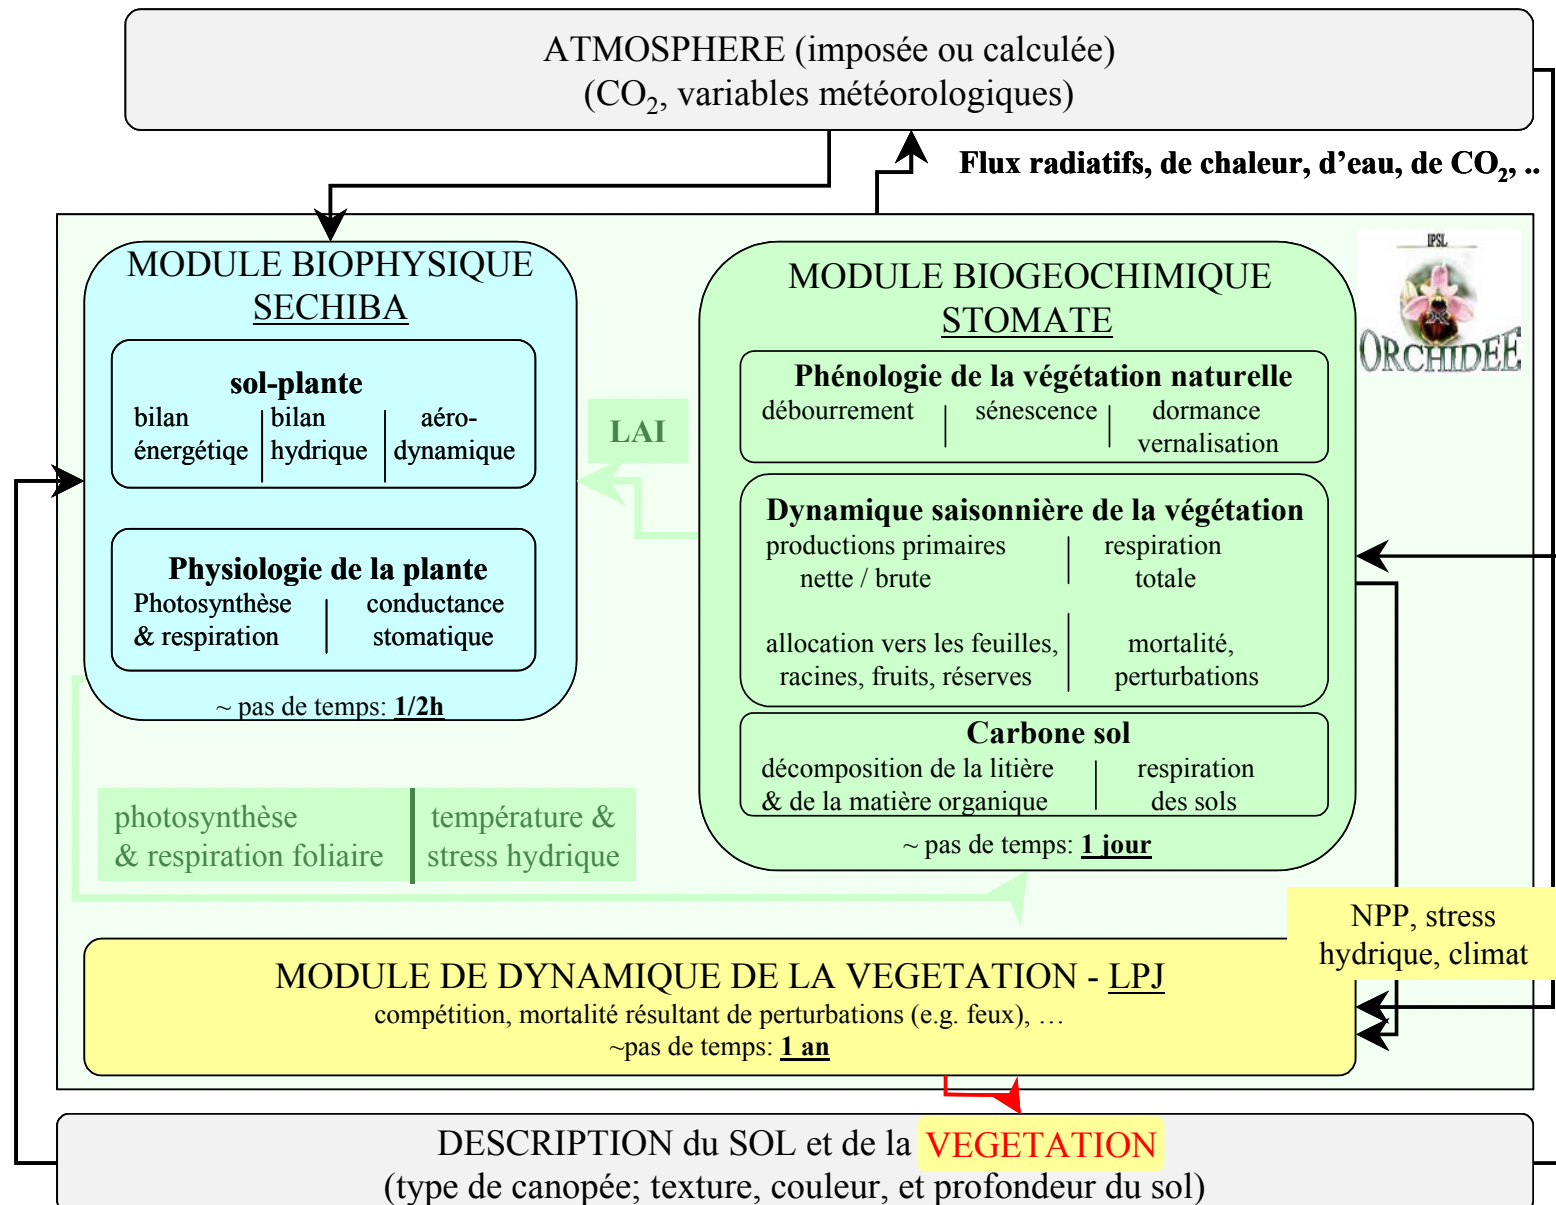 ATMOSPHERE (imposée ou calculée)
(CO₂, variables météorologiques)
Flux radiatifs, de chaleur, d’eau, de CO₂, ..
MODULE BIOPHYSIQUE
SECHIBA
sol-plante
bilan énergétiqe
bilan hydrique
aéro-
dynamique
Physiologie de la plante
Photosynthèse
& respiration
conductance
stomatique
~ pas de temps: 1/2h
LAI
MODULE BIOGEOCHIMIQUE
STOMATE
Phénologie de la végétation naturelle
débourrement
sénescence
dormance
vernalisation
Dynamique saisonnière de la végétation
productions primaires
nette / brute
respiration
totale
allocation vers les feuilles,
racines, fruits, réserves
mortalité,
perturbations
Carbone sol
décomposition de la litière
& de la matière organique
respiration
des sols
~ pas de temps: 1 jour
IPSL
ORCHIDEE
photosynthèse
& respiration foliaire
température &
stress hydrique
NPP, stress
hydrique, climat
MODULE DE DYNAMIQUE DE LA VEGETATION - LPJ
compétition, mortalité résultant de perturbations (e.g. feux), …
~pas de temps: 1 an
DESCRIPTION du SOL et de la VEGETATION
(type de canopée; texture, couleur, et profondeur du sol)